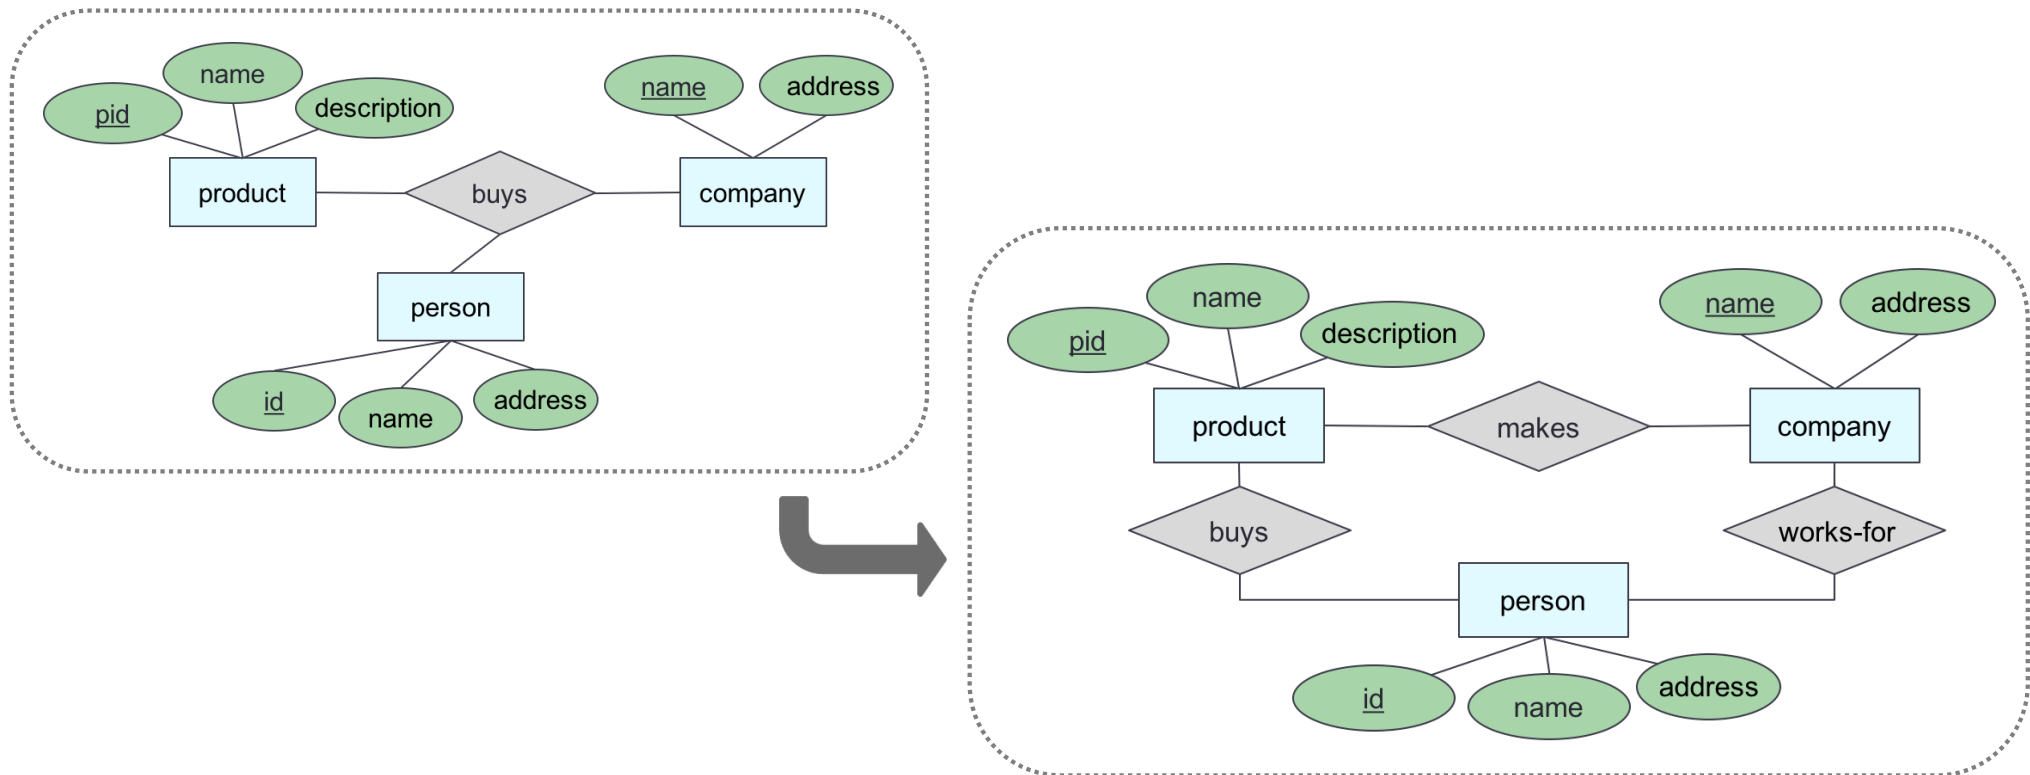 name
pid
description
product
buys
name
address
company
person
id
name
address
name
pid
description
product
makes
name
address
company
buys
works-for
person
id
name
address